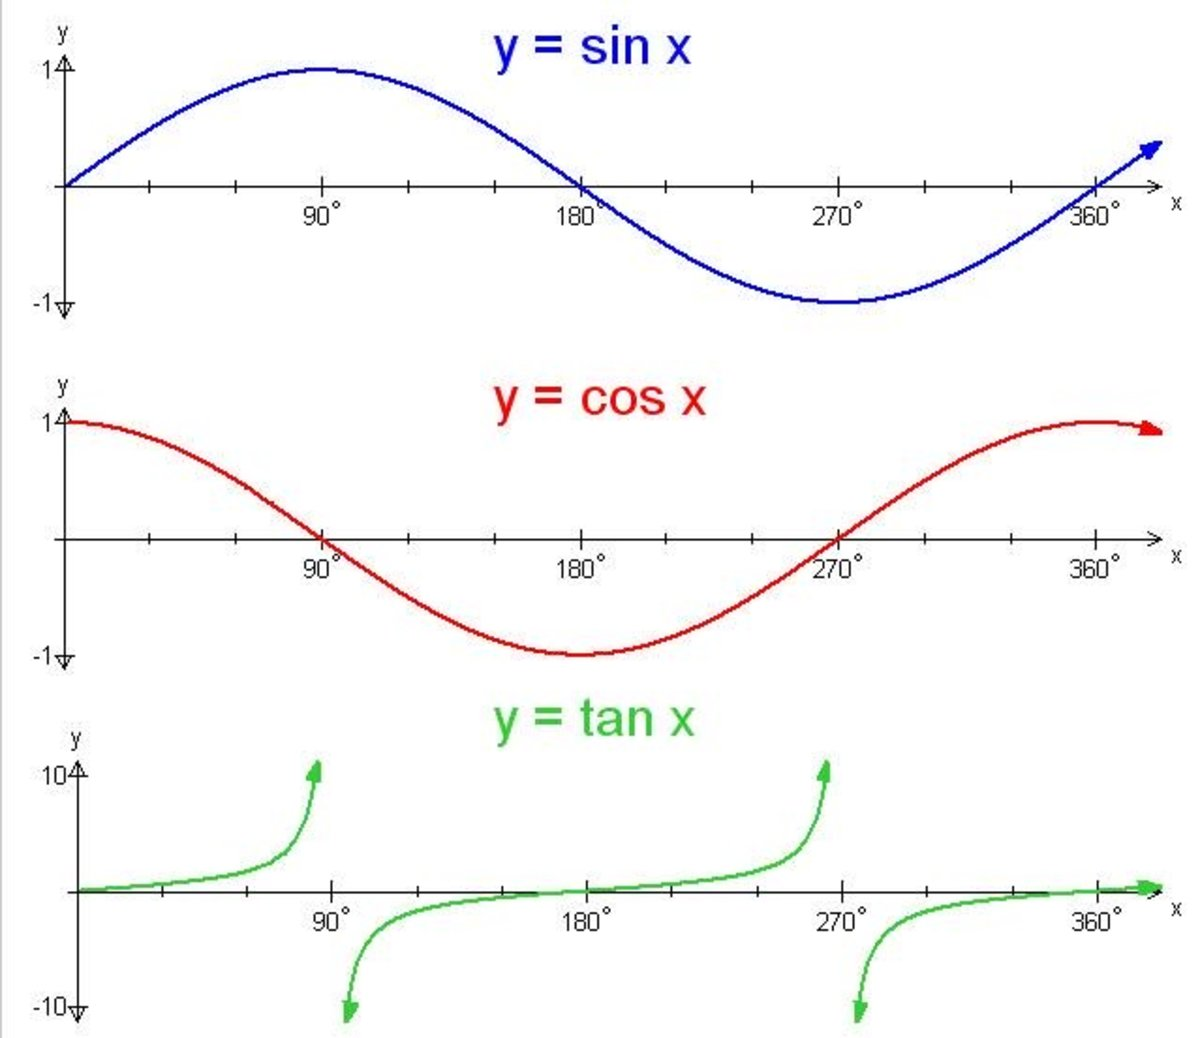 y
y = sin x
1
90° 180° 270° 360°
x
-1
y
y = cos x
1
90° 180° 270° 360°
x
-1
y = tan x
y
10
90° 180° 270° 360°
x
-10